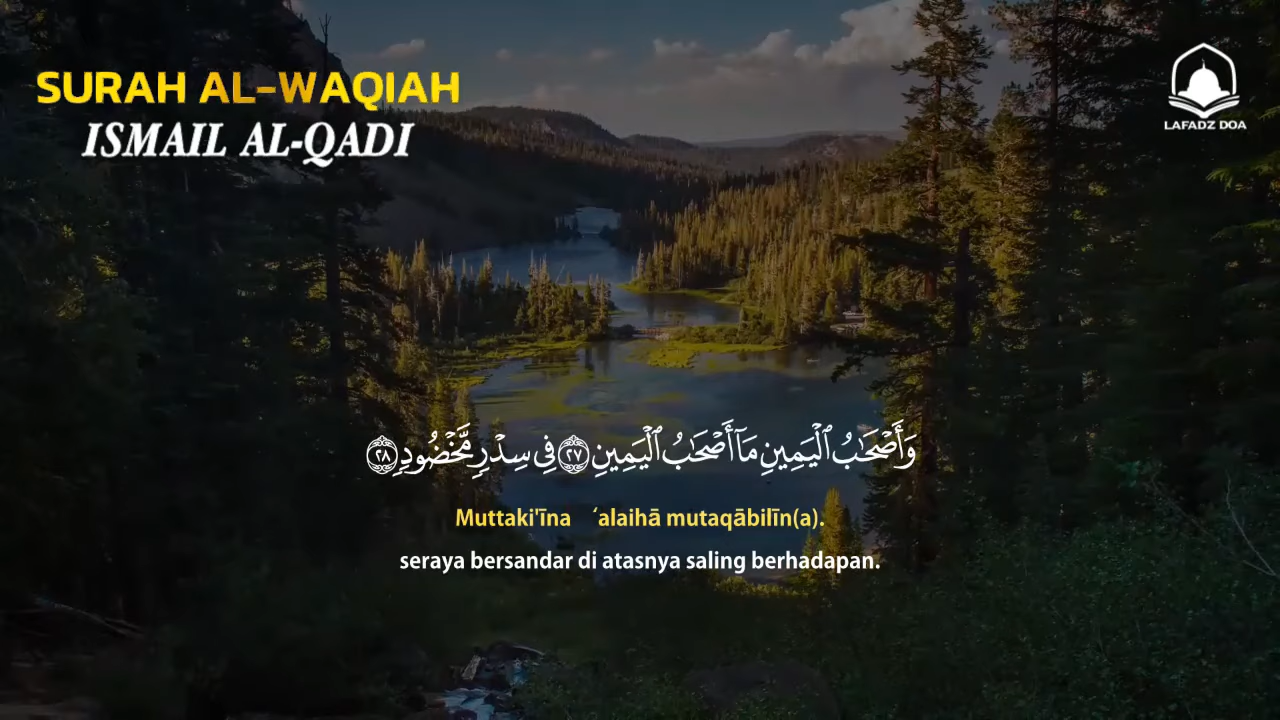 SURAH AL-WAQIAH
ISMAIL AL-QADI
LAFADZ DOA
وَأَصْحَٰبُ ٱلْيَمِينِ مَآ أَصْحَٰبُ ٱلْيَمِينِ ٢٧ فِى سِدْرٍ مَّخْضُودٍ ٢٨
Muttaki'īna ‘alaihā mutaqābilīn(a).
seraya bersandar di atasnya saling berhadapan.